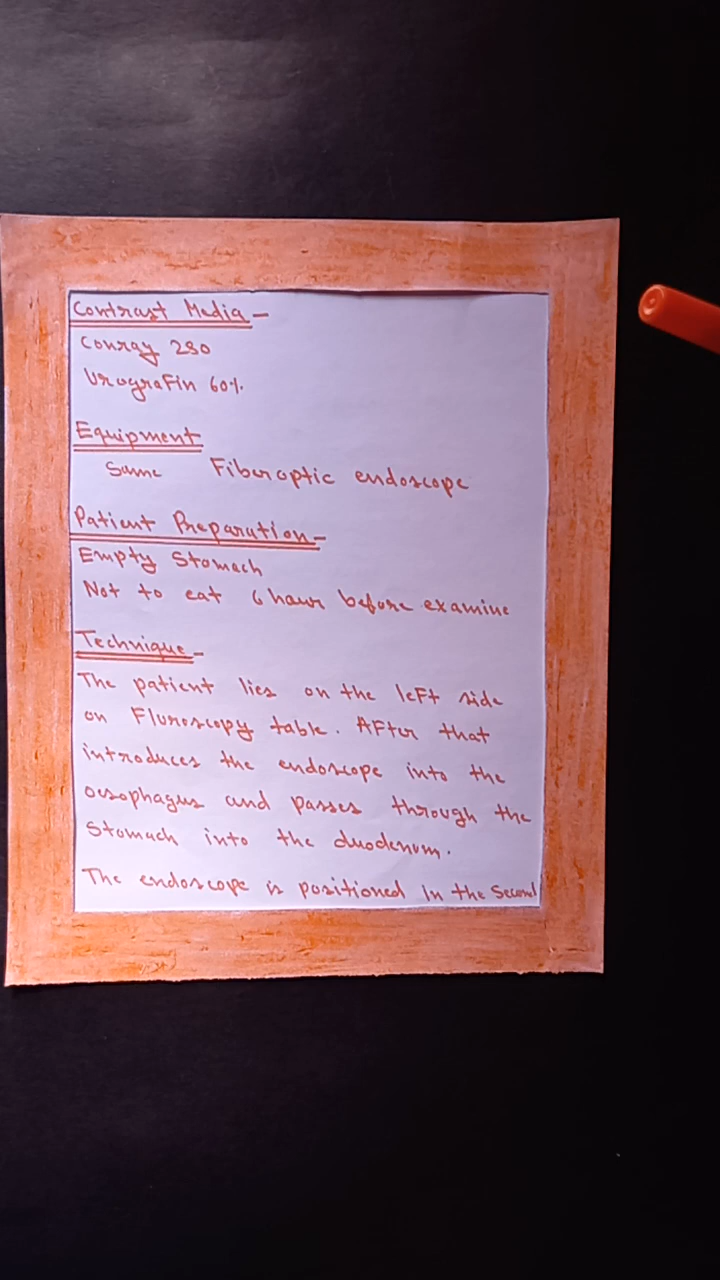 Contrast Media -
Conray 280
Urografin 60%
Equipment
Same Fiberoptic endoscope
Patient Preparation -
Empty Stomach
Not to eat 6 hour before examine
Technique -
The patient lies on the left side
on Fluroscopy table. After that
introduces the endoscope into the
oesophagus and passes through the
Stomach into the duodenum.
The endoscope is positioned in the Second